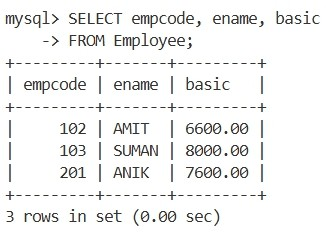 mysql> SELECT empcode, ename, basic
    -> FROM Employee;
+---------+-------+---------+
| empcode | ename | basic   |
+---------+-------+---------+
|     102 | AMIT  | 6600.00 |
|     103 | SUMAN | 8000.00 |
|     201 | ANIK  | 7600.00 |
+---------+-------+---------+
3 rows in set (0.00 sec)